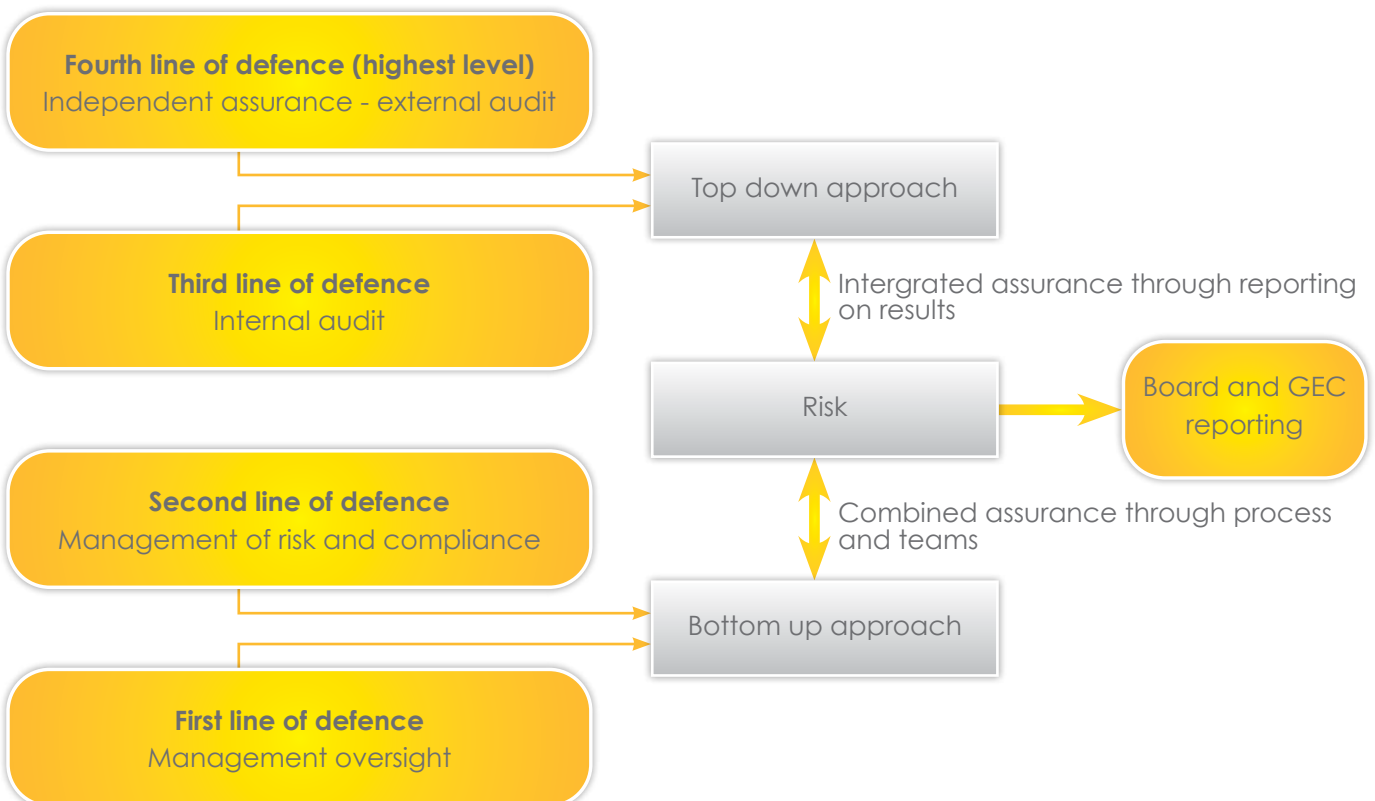 Fourth line of defence (highest level)
Independent assurance - external audit
Top down approach
Third line of defence
Internal audit
Intergrated assurance through reporting
on results
Risk
Board and GEC
reporting
Second line of defence
Management of risk and compliance
Combined assurance through process
and teams
Bottom up approach
First line of defence
Management oversight